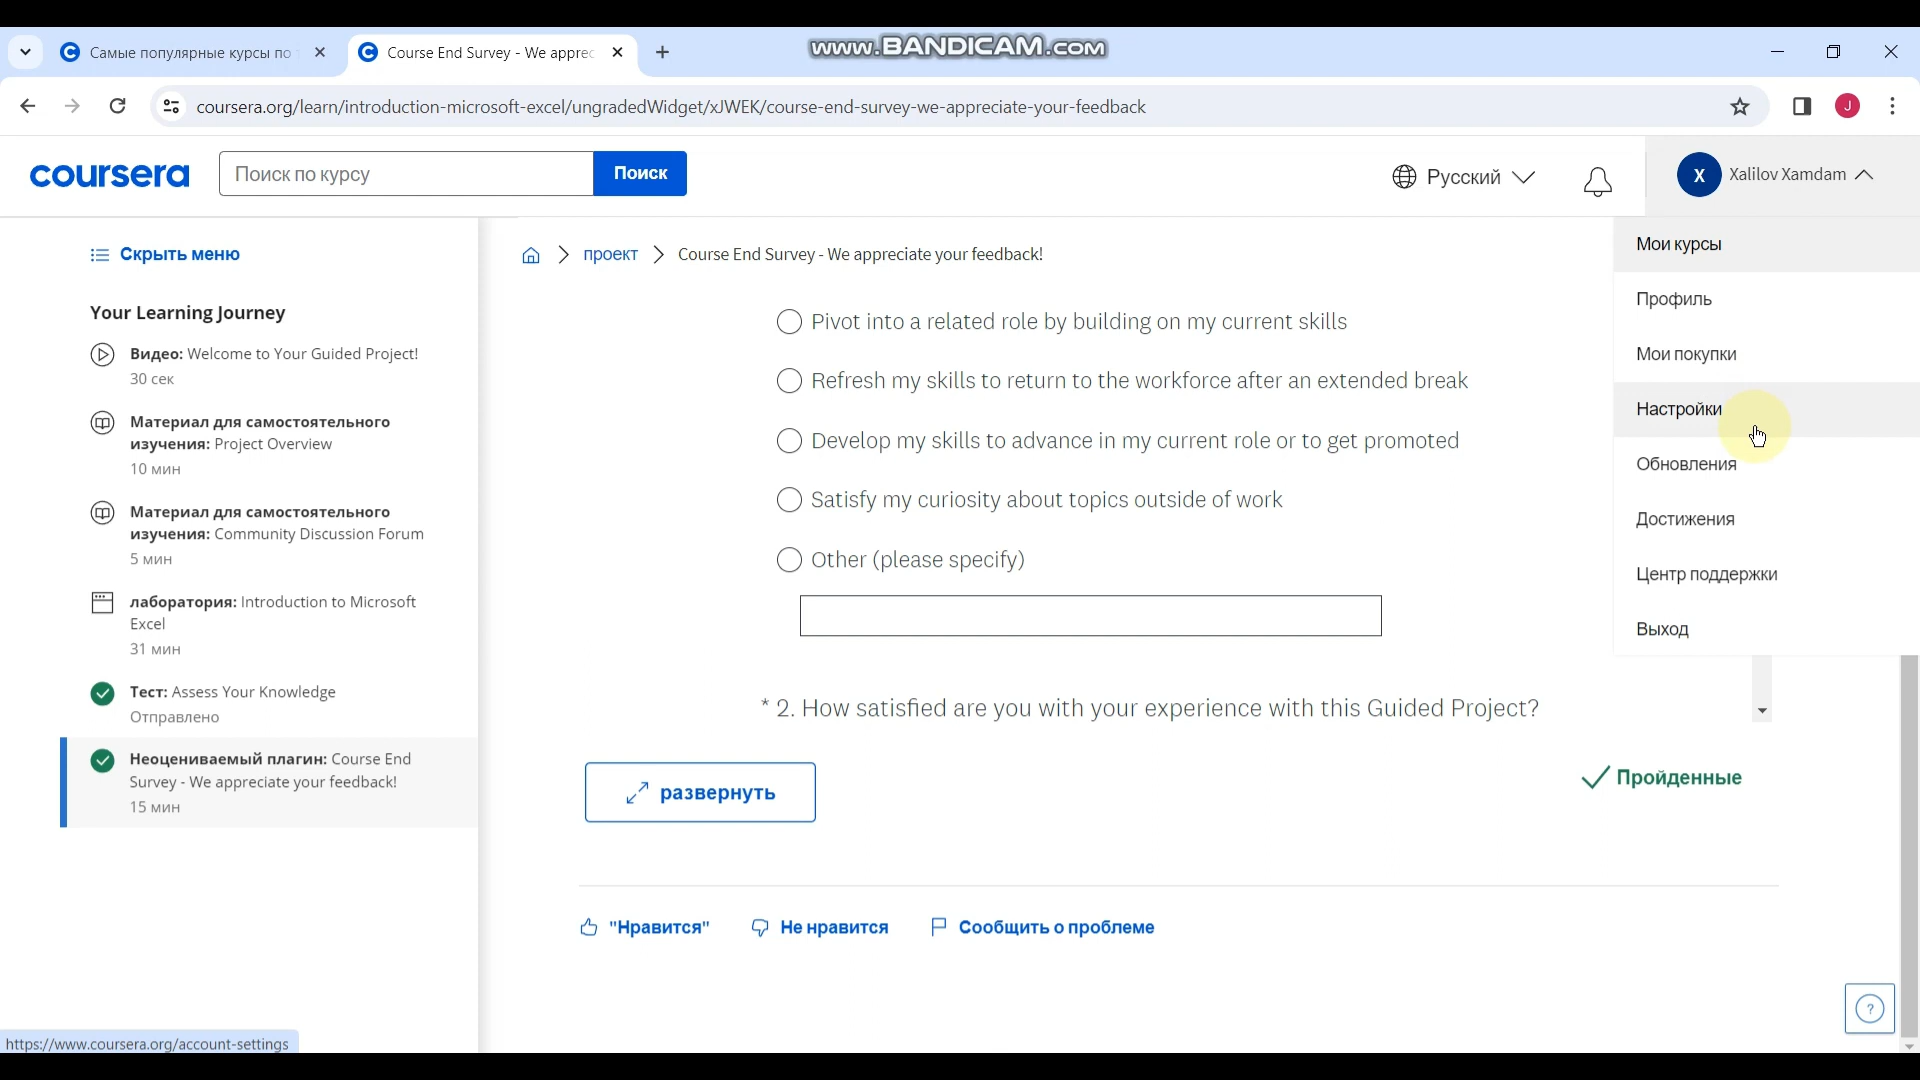 Самые популярные курсы по
Course End Survey - We apprec
www.BANDICAM.com
coursera.org/learn/introduction-microsoft-excel/ungradedWidget/xJWEK/course-end-survey-we-appreciate-your-feedback
J
coursera
Поиск по курсу
Поиск
Русский
X
Xalilov Xamdam
Скрыть меню
Your Learning Journey
Видео: Welcome to Your Guided Project!
30 сек
Материал для самостоятельного
изучения: Project Overview
10 мин
Материал для самостоятельного
изучения: Community Discussion Forum
5 мин
лаборатория: Introduction to Microsoft
Excel
31 мин
Тест: Assess Your Knowledge
Отправлено
Неоцениваемый плагин: Course End
Survey - We appreciate your feedback!
15 мин
проект
Course End Survey - We appreciate your feedback!
Pivot into a related role by building on my current skills
Refresh my skills to return to the workforce after an extended break
Develop my skills to advance in my current role or to get promoted
Satisfy my curiosity about topics outside of work
Other (please specify)
* 2. How satisfied are you with your experience with this Guided Project?
развернуть
Пройденные
"Нравится"
Не нравится
Сообщить о проблеме
Мои курсы
Профиль
Мои покупки
Настройки
Обновления
Достижения
Центр поддержки
Выход
?
https://www.coursera.org/account-settings